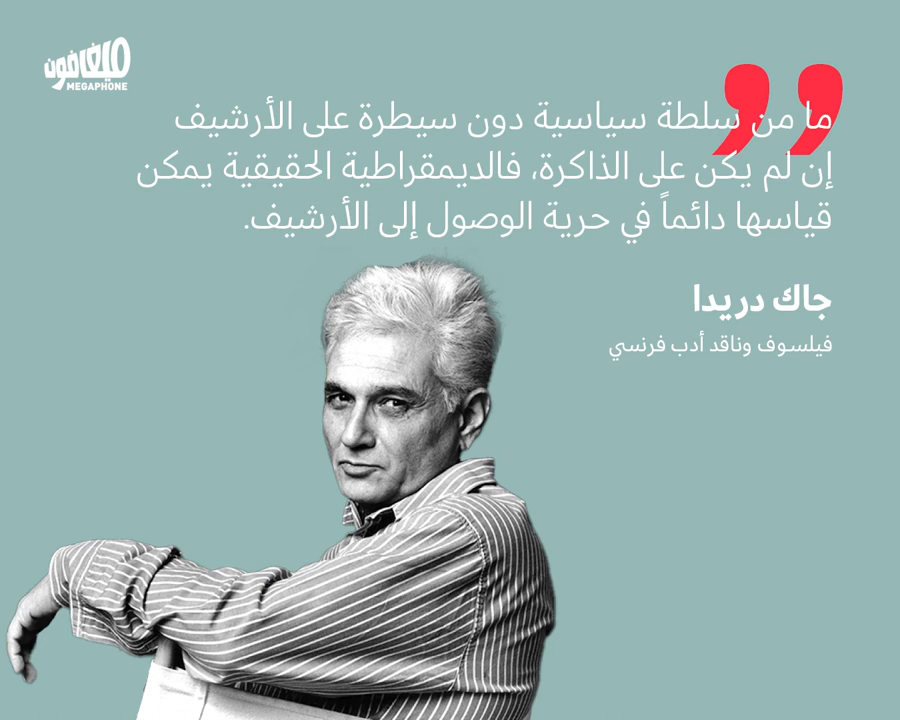 ميغافون
MEGAPHONE
ما من سلطة سياسية دون سيطرة على الأرشيف
إن لم يكن على الذاكرة، فالديمقراطية الحقيقية يمكن
قياسها دائماً في حرية الوصول إلى الأرشيف.
جاك دريدا
فيلسوف وناقد أدب فرنسي